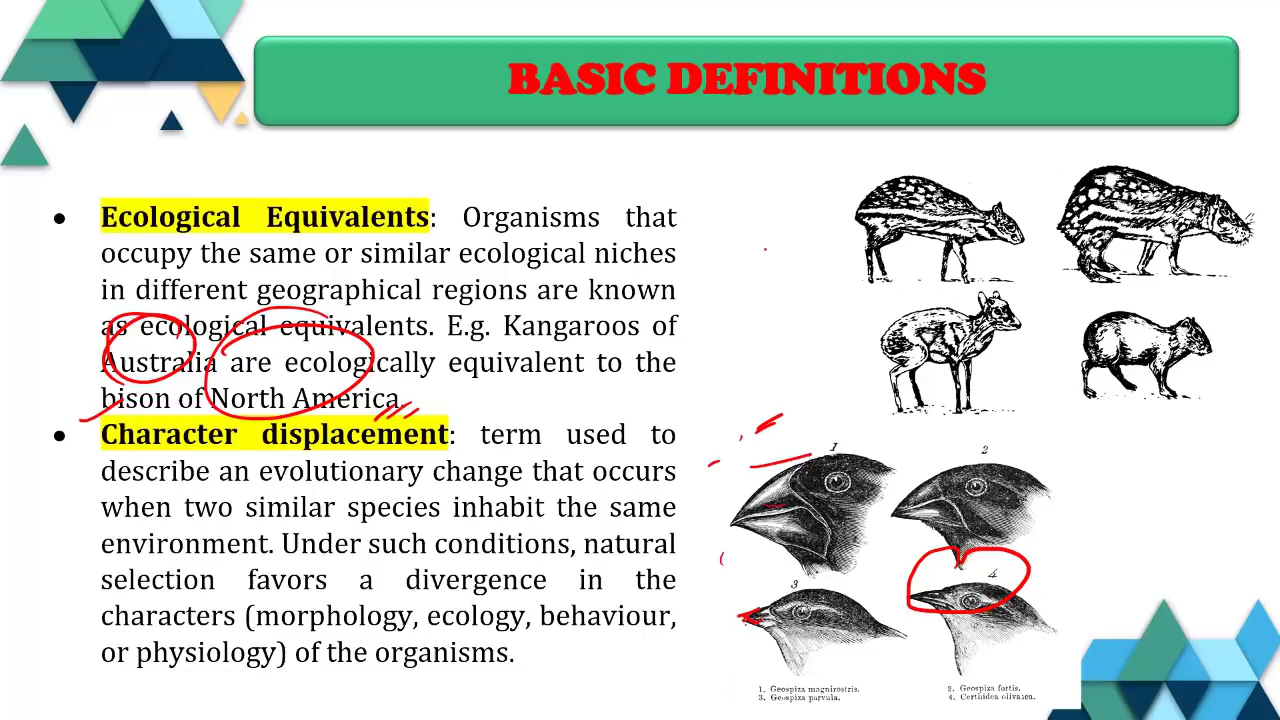 BASIC DEFINITIONS
• Ecological Equivalents: Organisms that
occupy the same or similar ecological niches
in different geographical regions are known
as ecological equivalents. E.g. Kangaroos of
Australia are ecologically equivalent to the
bison of North America.
• Character displacement: term used to
describe an evolutionary change that occurs
when two similar species inhabit the same
environment. Under such conditions, natural
selection favors a divergence in the
characters (morphology, ecology, behaviour,
or physiology) of the organisms.
1 2
3 4
1. Geospiza magnirostris. 2. Geospiza fortis.
3. Geospiza parvula. 4. Certhidea olivasea.